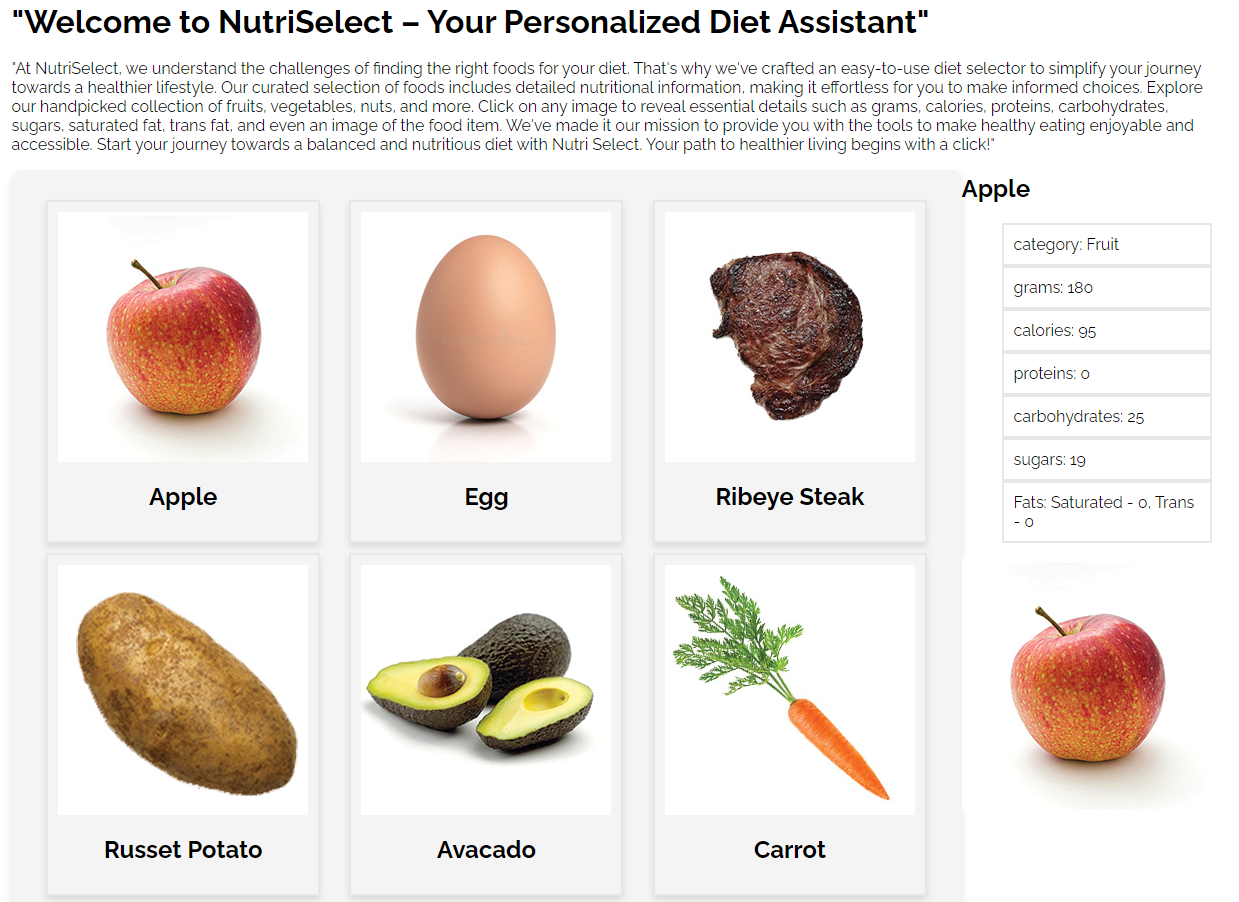 "Welcome to NutriSelect – Your Personalized Diet Assistant"
"At NutriSelect, we understand the challenges of finding the right foods for your diet. That's why we've crafted an easy-to-use diet selector to simplify your journey
towards a healthier lifestyle. Our curated selection of foods includes detailed nutritional information, making it effortless for you to make informed choices. Explore
our handpicked collection of fruits, vegetables, nuts, and more. Click on any image to reveal essential details such as grams, calories, proteins, carbohydrates,
sugars, saturated fat, trans fat, and even an image of the food item. We've made it our mission to provide you with the tools to make healthy eating enjoyable and
accessible. Start your journey towards a balanced and nutritious diet with Nutri Select. Your path to healthier living begins with a click!"
Apple
Egg
Ribeye Steak
Russet Potato
Avacado
Carrot
Apple
category: Fruit
grams: 180
calories: 95
proteins: 0
carbohydrates: 25
sugars: 19
Fats: Saturated - 0, Trans
- 0